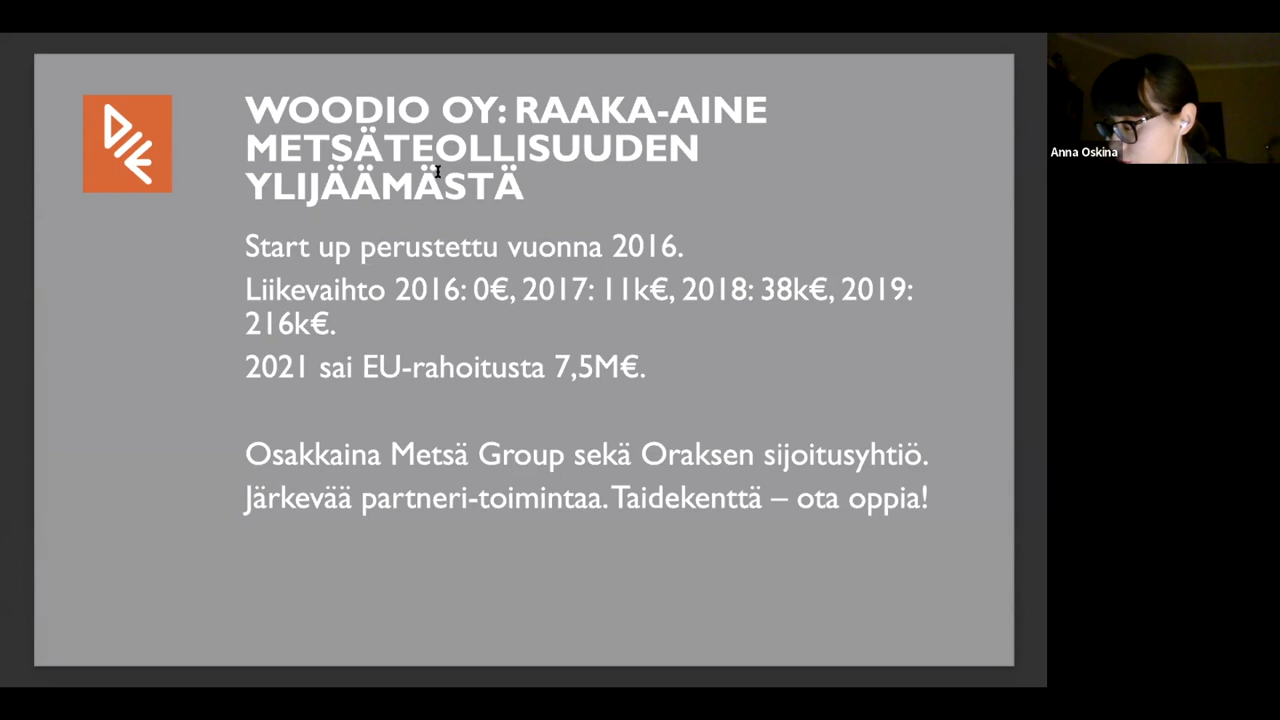 WOODIO OY: RAAKA-AINE
METSÄTEOLLISUUDEN
YLIJÄÄMÄSTÄ
Start up perustettu vuonna 2016.
Liikevaihto 2016: 0€, 2017: 11k€, 2018: 38k€, 2019:
216k€.
2021 sai EU-rahoitusta 7,5M€.
Osakkaina Metsä Group sekä Oraksen sijoitusyhtiö.
Järkevää partneri-toimintaa. Taidekenttä – ota oppia!
Anna Oskina